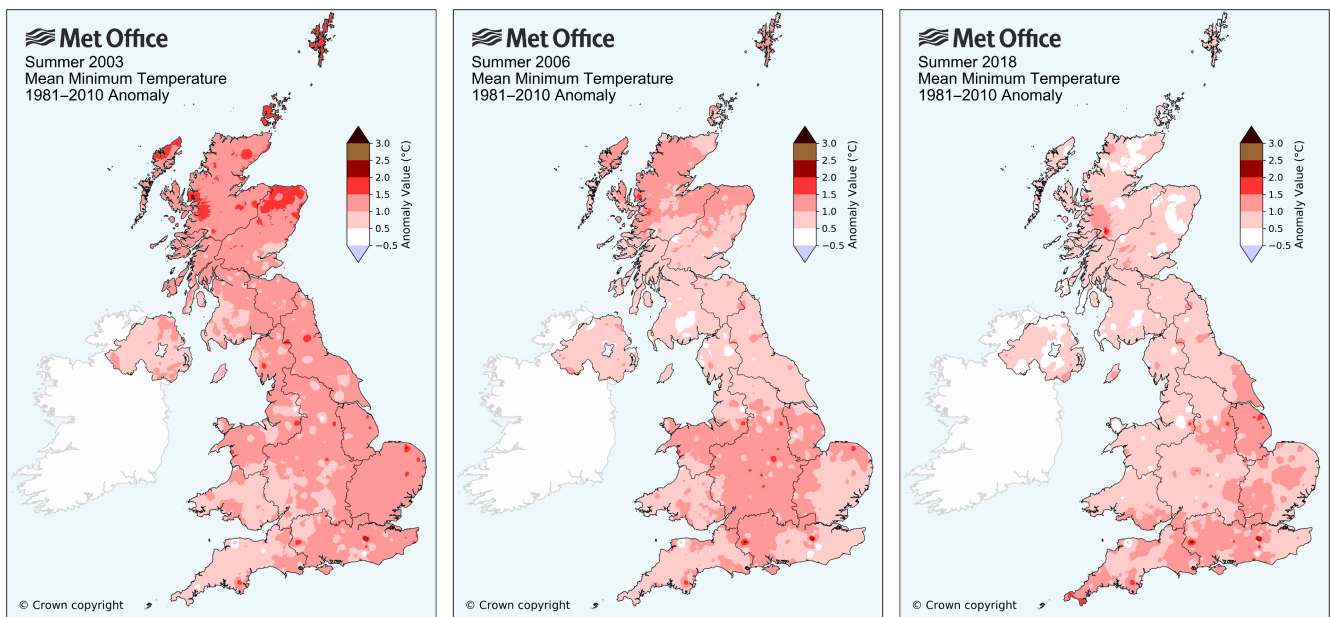 Met Office
Summer 2003
Mean Minimum Temperature
1981−2010 Anomaly
3.0
2.5
2.0
1.5
1.0
0.5
−0.5
Anomaly Value (°C)
© Crown copyright
Met Office
Summer 2006
Mean Minimum Temperature
1981−2010 Anomaly
3.0
2.5
2.0
1.5
1.0
0.5
−0.5
Anomaly Value (°C)
© Crown copyright
Met Office
Summer 2018
Mean Minimum Temperature
1981−2010 Anomaly
3.0
2.5
2.0
1.5
1.0
0.5
−0.5
Anomaly Value (°C)
© Crown copyright